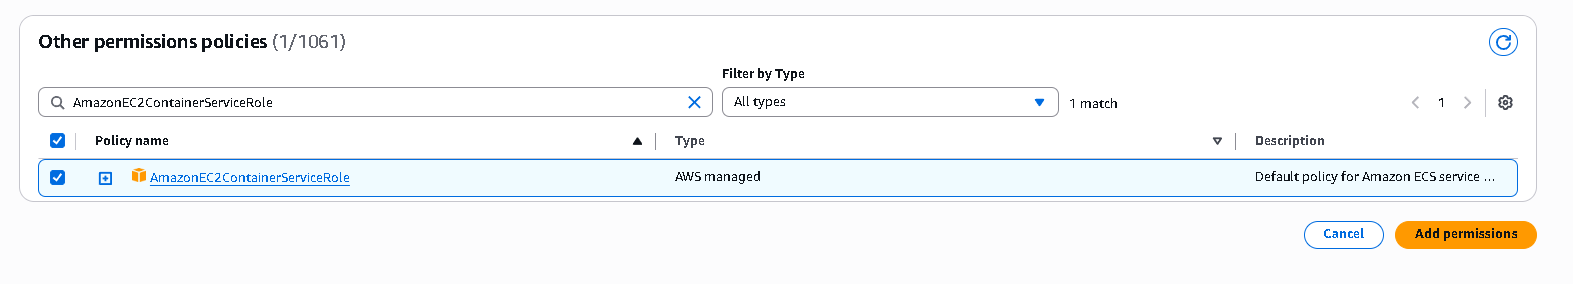 Other permissions policies (1/1061)
Filter by Type
AmazonEC2ContainerServiceRole
All types
1 match
1
Policy name
Type
Description
AmazonEC2ContainerServiceRole
AWS managed
Default policy for Amazon ECS service ...
Cancel
Add permissions